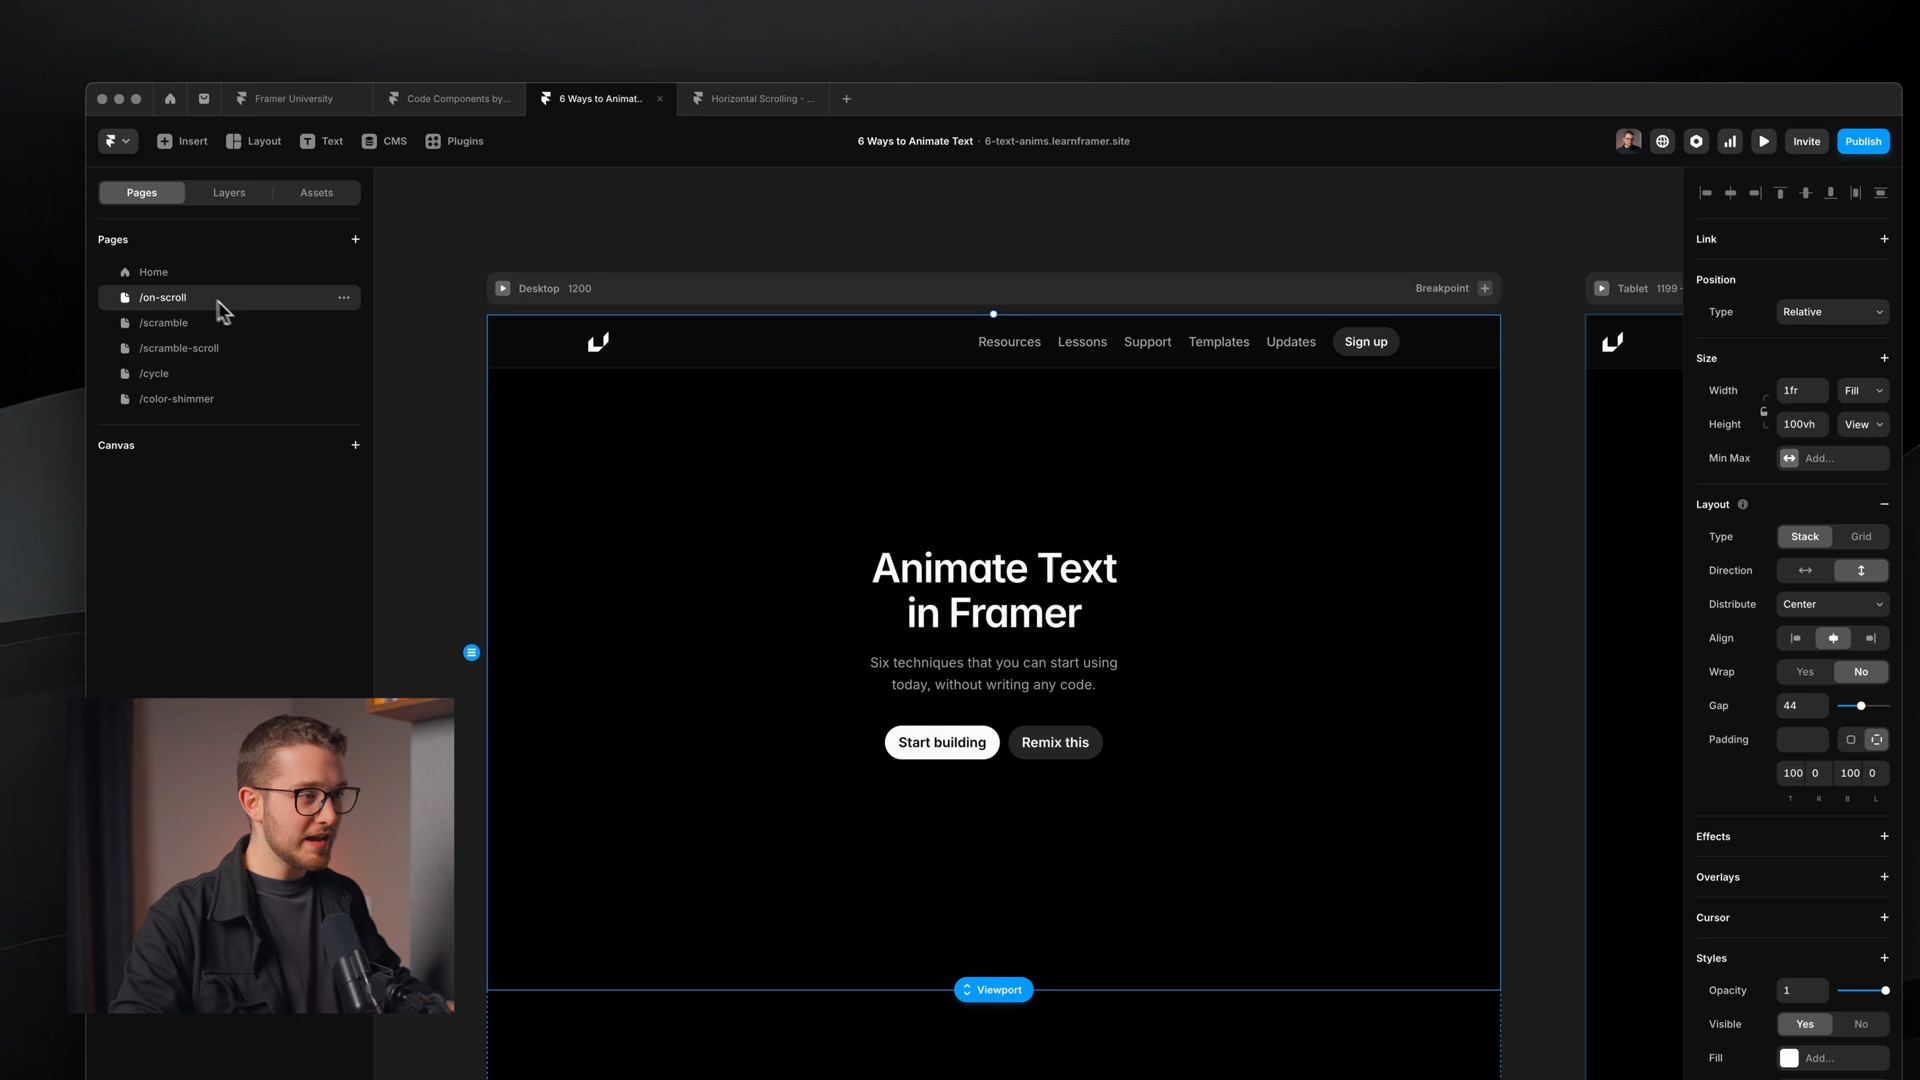 Framer University
Code Components by...
6 Ways to Animat..
Horizontal Scrolling - ...
Insert
Layout
Text
CMS
Plugins
6 Ways to Animate Text · 6-text-anims.learnframer.site
Invite
Publish
Pages
Layers
Assets
Pages
Home
/on-scroll
/scramble
/scramble-scroll
/cycle
/color-shimmer
Canvas
Desktop 1200
Breakpoint
Tablet 1199
Resources
Lessons
Support
Templates
Updates
Sign up
Animate Text
in Framer
Six techniques that you can start using
today, without writing any code.
Start building
Remix this
Viewport
Link
Position
Type Relative
Size
Width 1fr Fill
Height 100vh View
Min Max Add...
Layout
Type Stack Grid
Direction
Distribute Center
Align
Wrap Yes No
Gap 44
Padding
100 0 100 0
T R B L
Effects
Overlays
Cursor
Styles
Opacity 1
Visible Yes No
Fill Add...